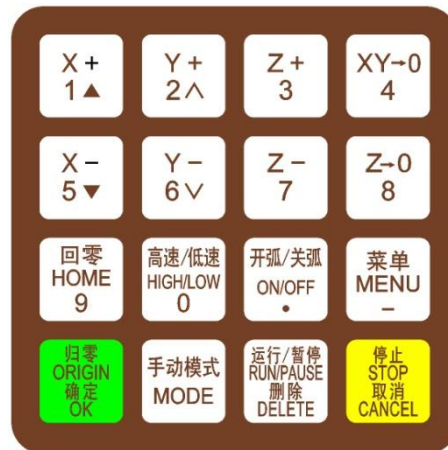 X + Y + Z + XY→0
1▲ 2∧ 3 4
X − Y − Z − Z→0
5▼ 6∨ 7 8
回零 高速/低速 开弧/关弧 菜单
HOME HIGH/LOW ON/OFF MENU
9 0 • −
归零 手动模式 运行/暂停 停止
ORIGIN MODE RUN/PAUSE STOP
确定 删除 取消
OK DELETE CANCEL